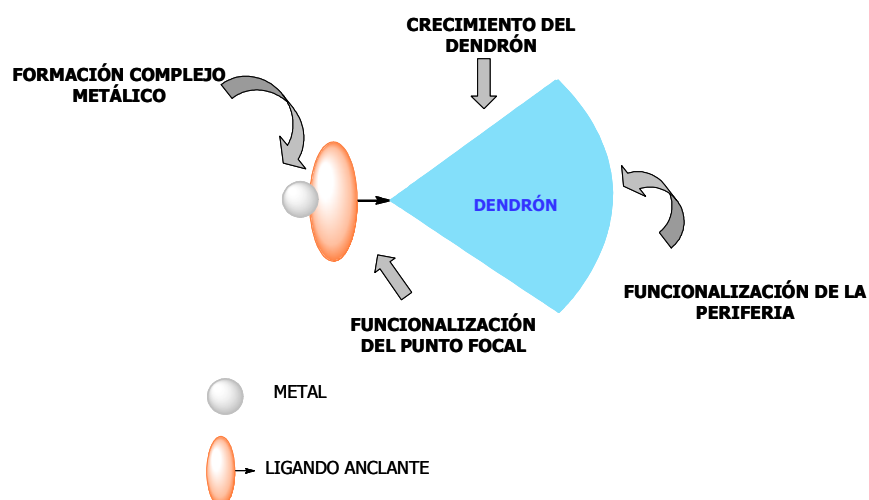 CRECIMIENTO DEL
DENDRÓN
FORMACIÓN COMPLEJO
METÁLICO
DENDRÓN
FUNCIONALIZACIÓN DE LA
PERIFERIA
FUNCIONALIZACIÓN
DEL PUNTO FOCAL
METAL
LIGANDO ANCLANTE